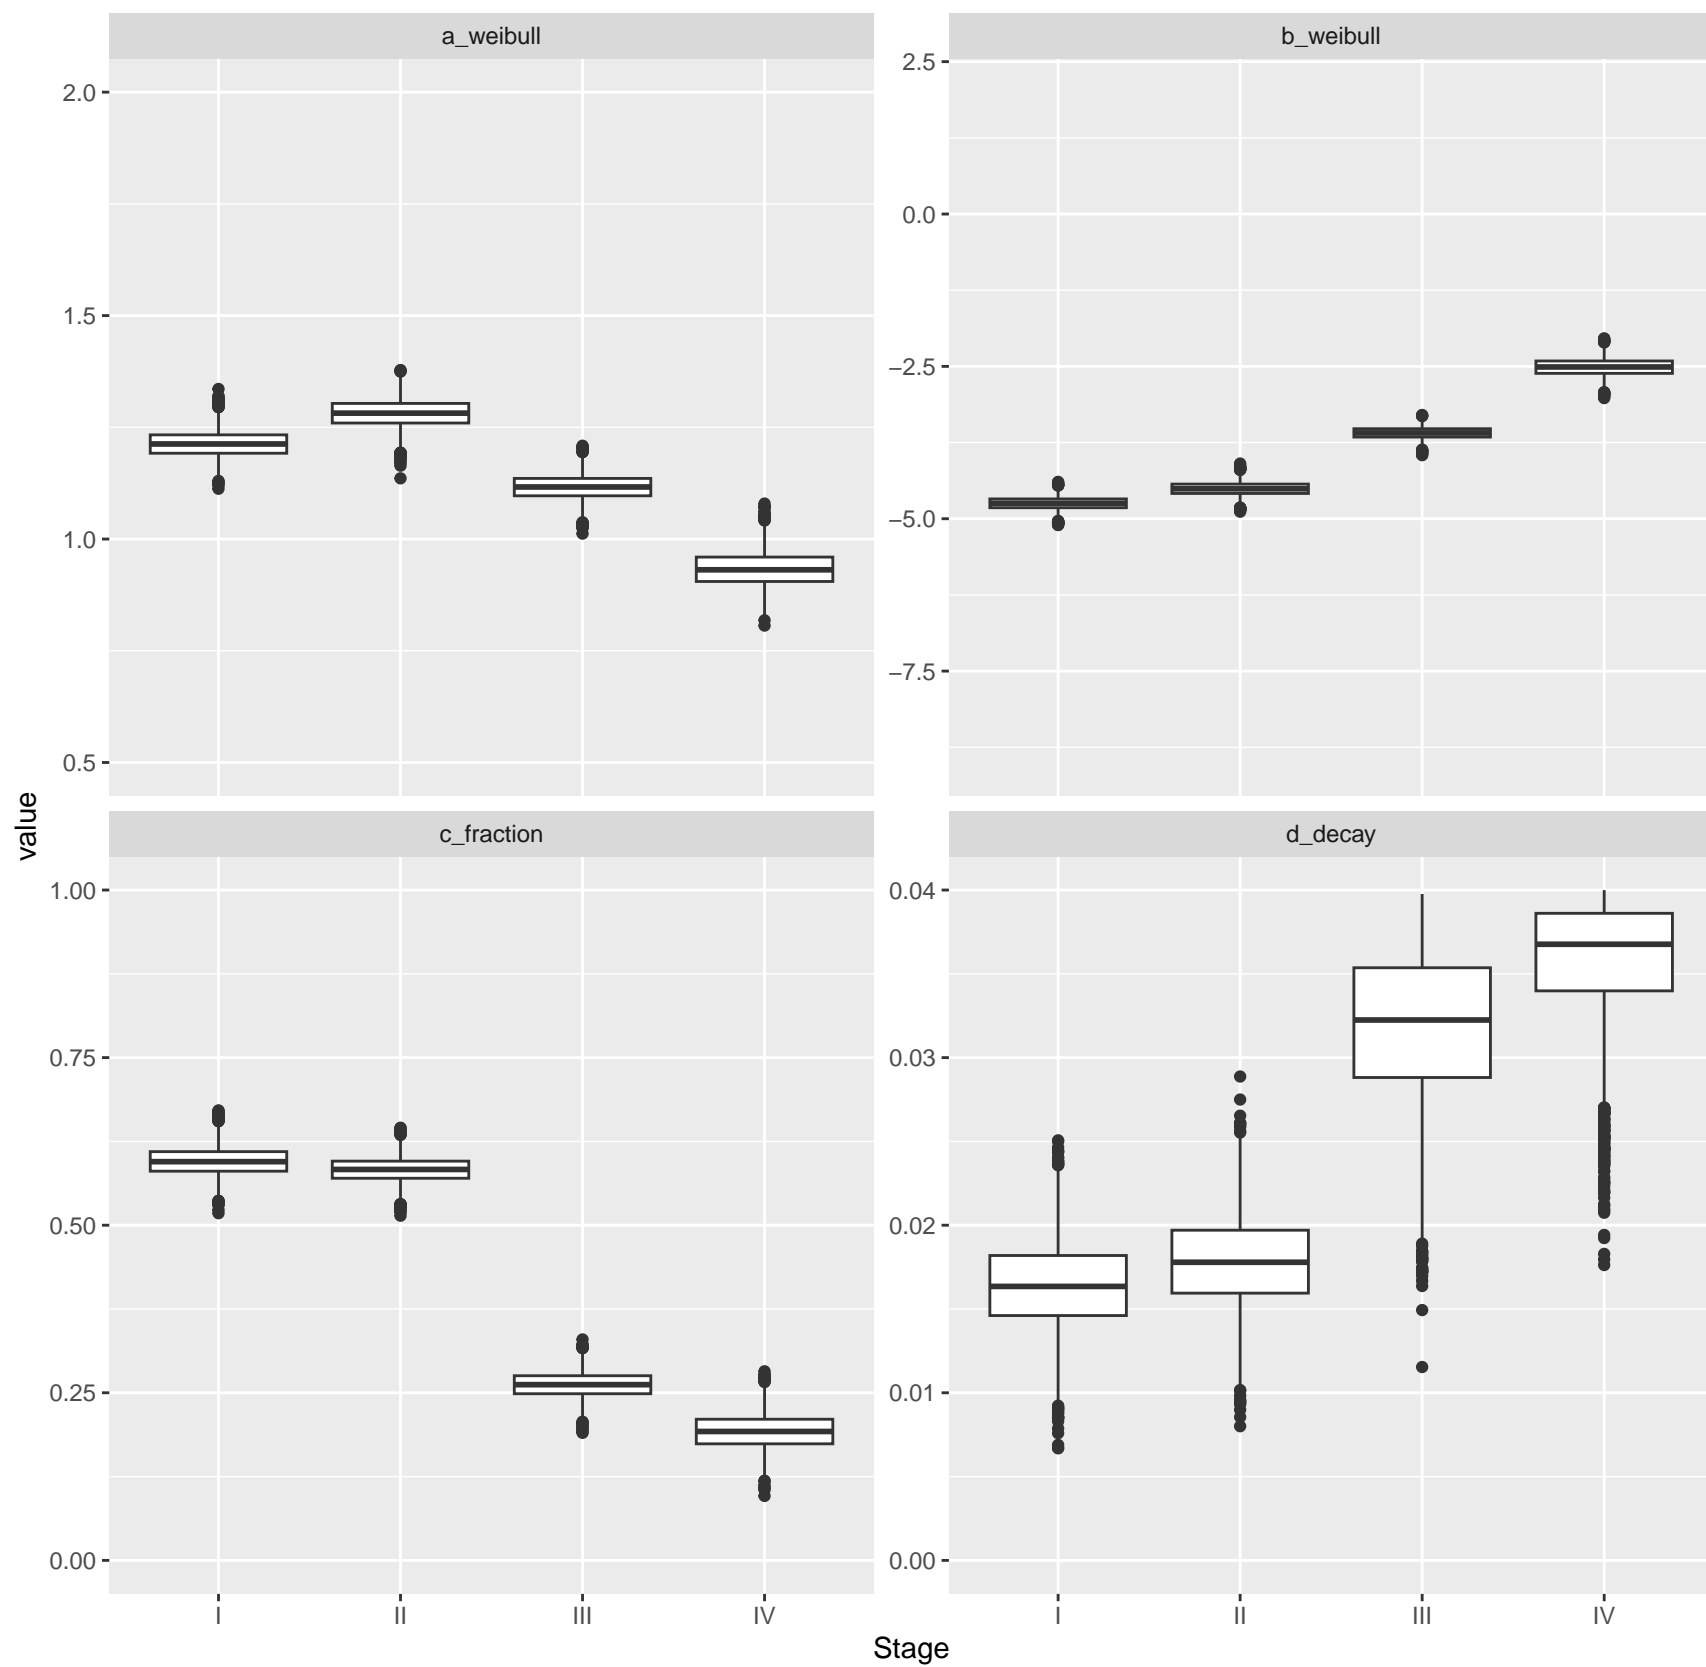 a_weibull
b_weibull
2.0
1.5
1.0
0.5
2.5
0.0
−2.5
−5.0
−7.5
value
c_fraction
d_decay
1.00
0.75
0.50
0.25
0.00
0.04
0.03
0.02
0.01
0.00
I II III IV
I II III IV
Stage